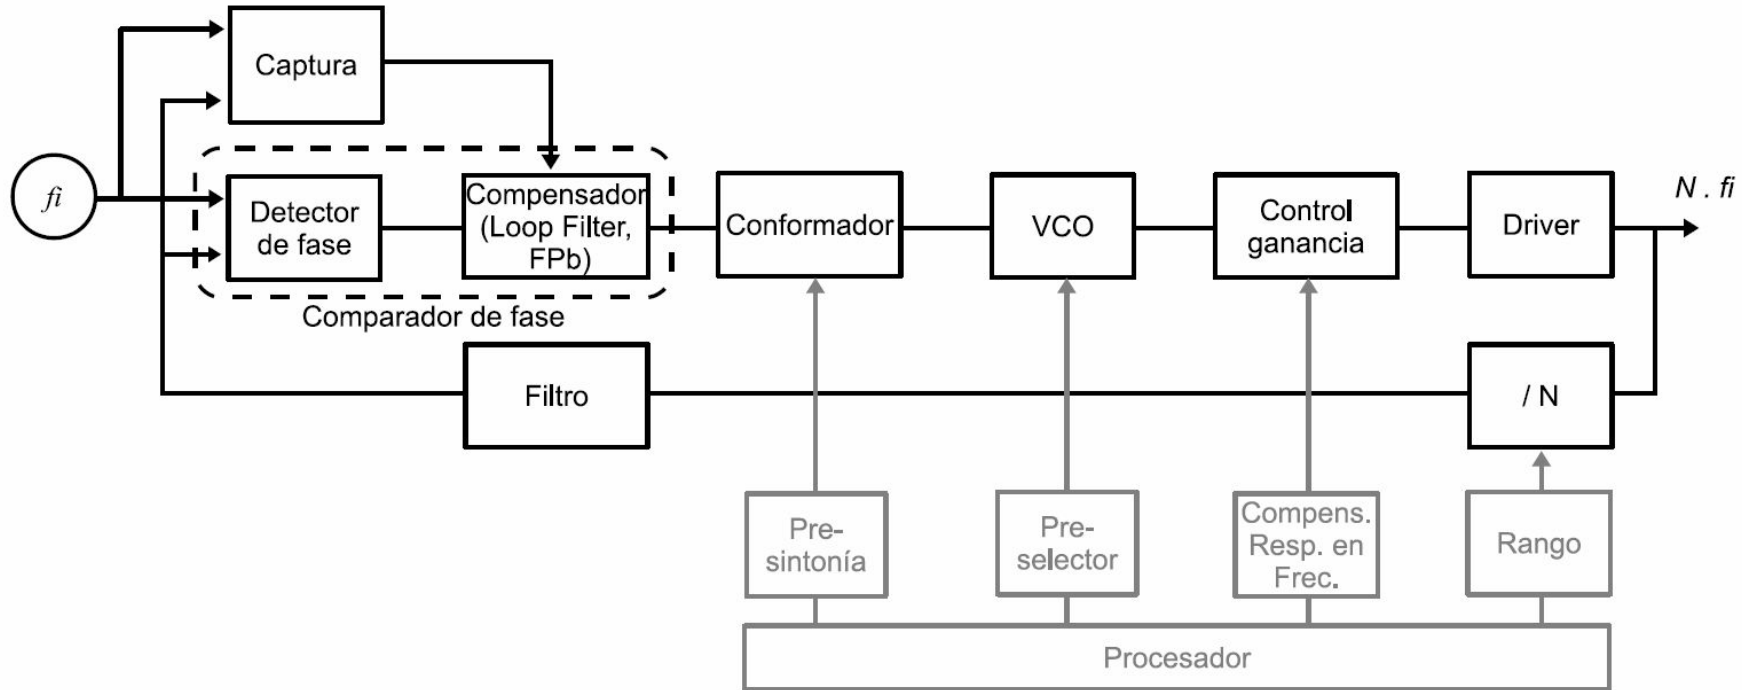 Captura
fi
Detector
de fase
Compensador
(Loop Filter,
FPb)
Comparador de fase
Conformador
VCO
Control
ganancia
Driver
N . fi
Filtro
/ N
Pre-
sintonía
Pre-
selector
Compens.
Resp. en
Frec.
Rango
Procesador